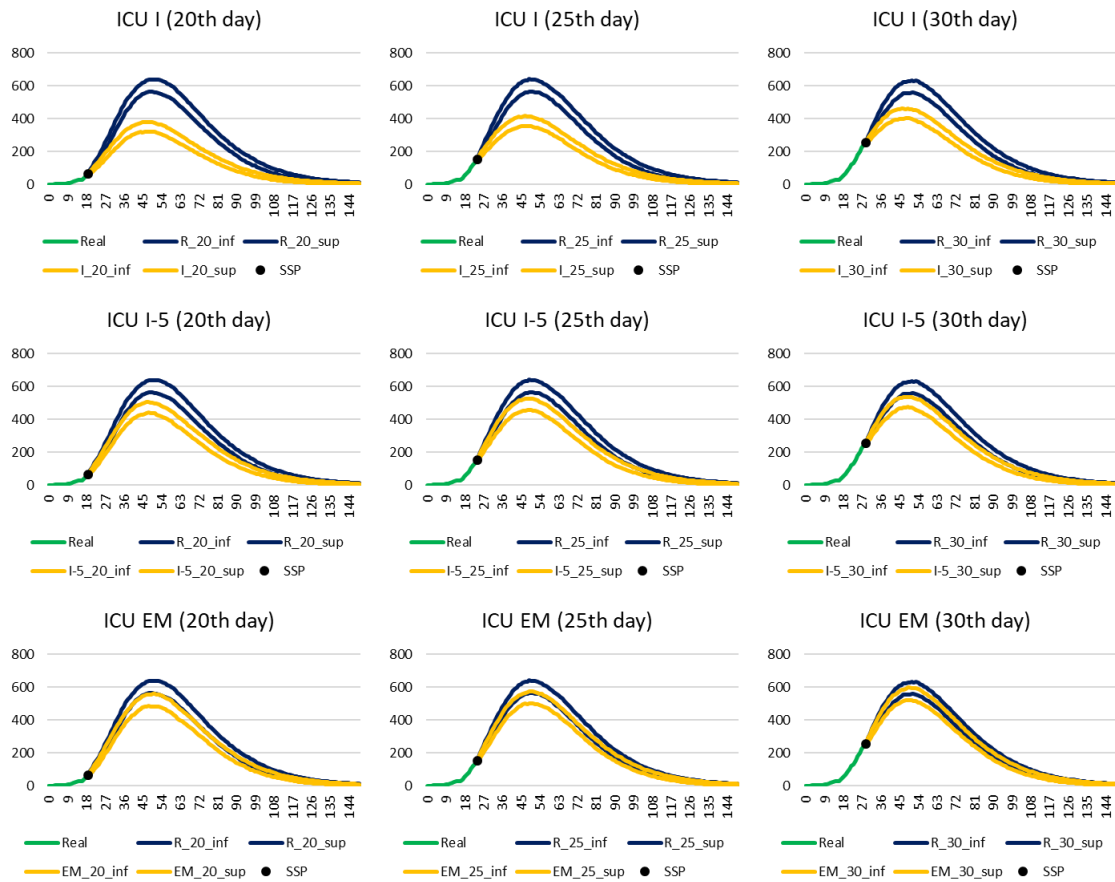 ICU I (20th day)
800
600
400
200
0
0 9 18 27 36 45 54 63 72 81 90 99 108 117 126 135 144
Real R_20_inf R_20_sup
I_20_inf I_20_sup SSP
ICU I (25th day)
800
600
400
200
0
0 9 18 27 36 45 54 63 72 81 90 99 108 117 126 135 144
Real R_25_inf R_25_sup
I_25_inf I_25_sup SSP
ICU I (30th day)
800
600
400
200
0
0 9 18 27 36 45 54 63 72 81 90 99 108 117 126 135 144
Real R_30_inf R_30_sup
I_30_inf I_30_sup SSP
ICU I-5 (20th day)
800
600
400
200
0
0 9 18 27 36 45 54 63 72 81 90 99 108 117 126 135 144
Real R_20_inf R_20_sup
I-5_20_inf I-5_20_sup SSP
ICU I-5 (25th day)
800
600
400
200
0
0 9 18 27 36 45 54 63 72 81 90 99 108 117 126 135 144
Real R_25_inf R_25_sup
I-5_25_inf I-5_25_sup SSP
ICU I-5 (30th day)
800
600
400
200
0
0 9 18 27 36 45 54 63 72 81 90 99 108 117 126 135 144
Real R_30_inf R_30_sup
I-5_30_inf I-5_30_sup SSP
ICU EM (20th day)
800
600
400
200
0
0 9 18 27 36 45 54 63 72 81 90 99 108 117 126 135 144
Real R_20_inf R_20_sup
EM_20_inf EM_20_sup SSP
ICU EM (25th day)
800
600
400
200
0
0 9 18 27 36 45 54 63 72 81 90 99 108 117 126 135 144
Real R_25_inf R_25_sup
EM_25_inf EM_25_sup SSP
ICU EM (30th day)
800
600
400
200
0
0 9 18 27 36 45 54 63 72 81 90 99 108 117 126 135 144
Real R_30_inf R_30_sup
EM_30_inf EM_30_sup SSP